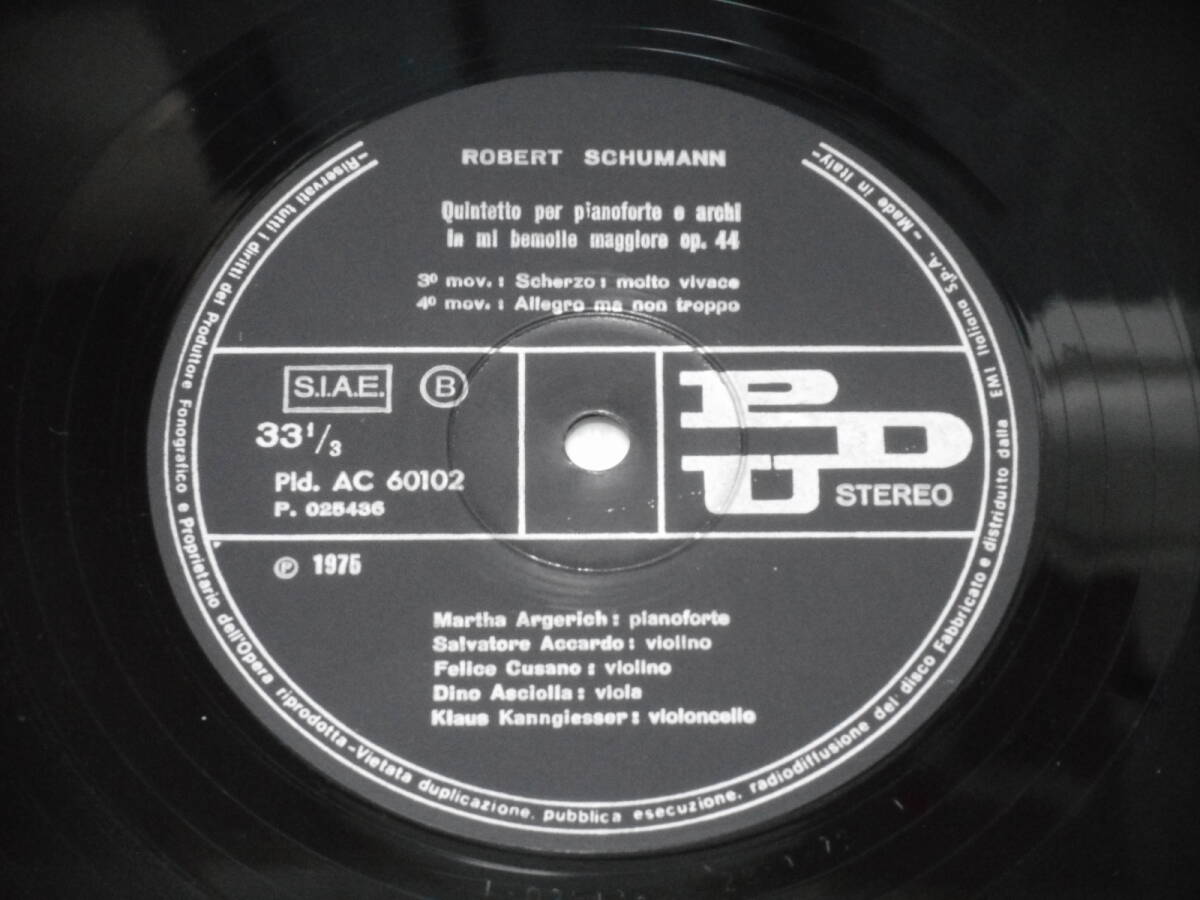 ROBERT SCHUMANN
Quintetto per pianoforte e archi
In mi bemolle maggiore op. 44
3º mov.: Scherzo: molto vivace
4º mov.: Allegro ma non troppo
S.I.A.E. B
33 1/3
Pld. AC 60102
P. 025436
PDU
STEREO
℗ 1975
Martha Argerich: pianoforte
Salvatore Accardo: violino
Felice Cusano: violino
Dino Asciolla: viola
Klaus Kanngiesser: violoncello
-Riservati tutti i diritti del Produttore Fonografico e Proprietario dell'Opera riprodotta-Vietata duplicazione, pubblica esecuzione, radiodiffusione del disco Fabbricato e distribuito dalla EMI Italiana S.p.A. - Made in Italy-